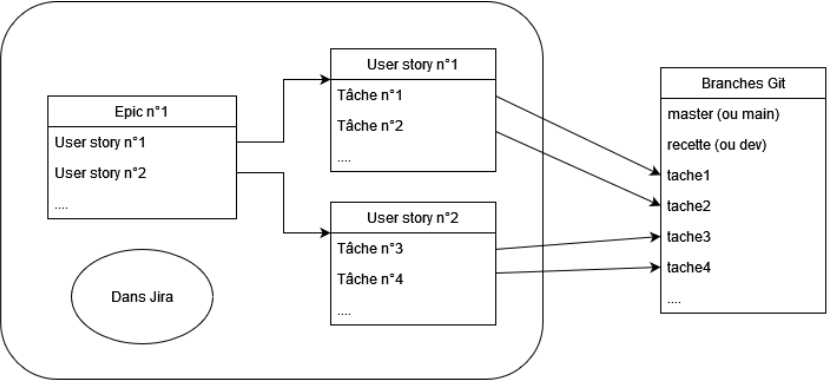 Epic n°1
User story n°1
User story n°2
....
Dans Jira
User story n°1
Tâche n°1
Tâche n°2
....
User story n°2
Tâche n°3
Tâche n°4
....
Branches Git
master (ou main)
recette (ou dev)
tache1
tache2
tache3
tache4
....